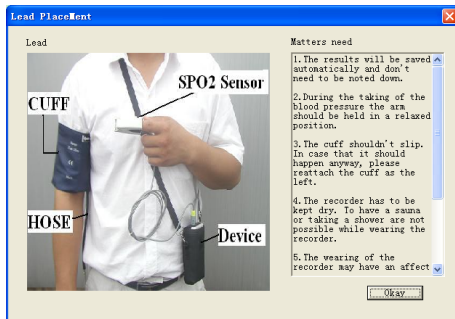 Lead PlaceMent
Lead
SPO2 Sensor
CUFF
HOSE
Device
Matters need
1.The results will be saved
automatically and don't
need to be noted down.
2.During the taking of the
blood pressure the arm
should be held in a relaxed
position.
3.The cuff shouldn't slip.
In case that it should
happen anyway, please
reattach the cuff as the
left.
4.The recorder has to be
kept dry. To have a sauna
or taking a shower are not
possible while wearing the
recorder.
5.The wearing of the
recorder may have an affect
Okay